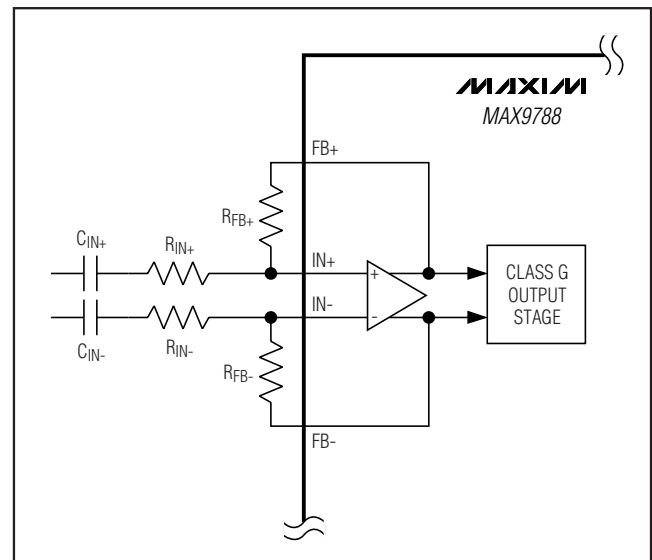 MAXIM
MAX9788
FB+
RFB+
CIN+
RIN+
IN+
+
CLASS G
OUTPUT
STAGE
IN-
-
CIN-
RIN-
RFB-
FB-